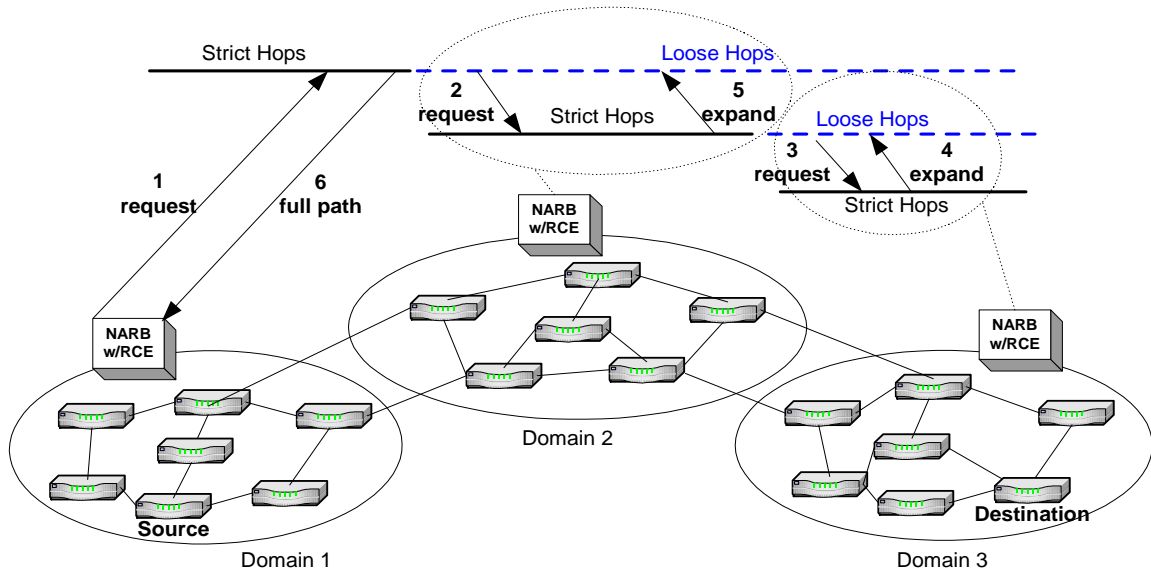 Strict Hops
Loose Hops
2
request
Strict Hops
5
expand
Loose Hops
3
request
4
expand
Strict Hops
1
request
6
full path
NARB
w/RCE
NARB
w/RCE
NARB
w/RCE
Domain 2
Source
Destination
Domain 1
Domain 3